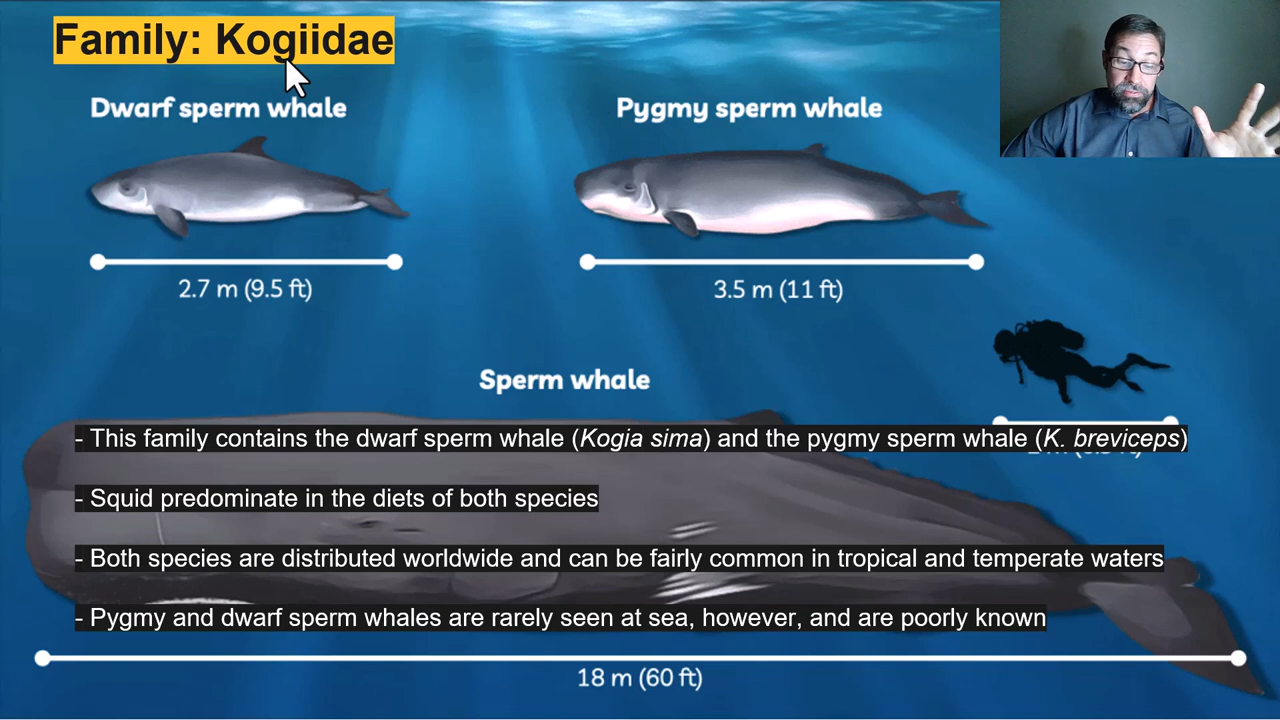 Family: Kogiidae
Dwarf sperm whale
Pygmy sperm whale
2.7 m (9.5 ft)
3.5 m (11 ft)
Sperm whale
- This family contains the dwarf sperm whale (Kogia sima) and the pygmy sperm whale (K. breviceps)
- Squid predominate in the diets of both species
- Both species are distributed worldwide and can be fairly common in tropical and temperate waters
- Pygmy and dwarf sperm whales are rarely seen at sea, however, and are poorly known
18 m (60 ft)